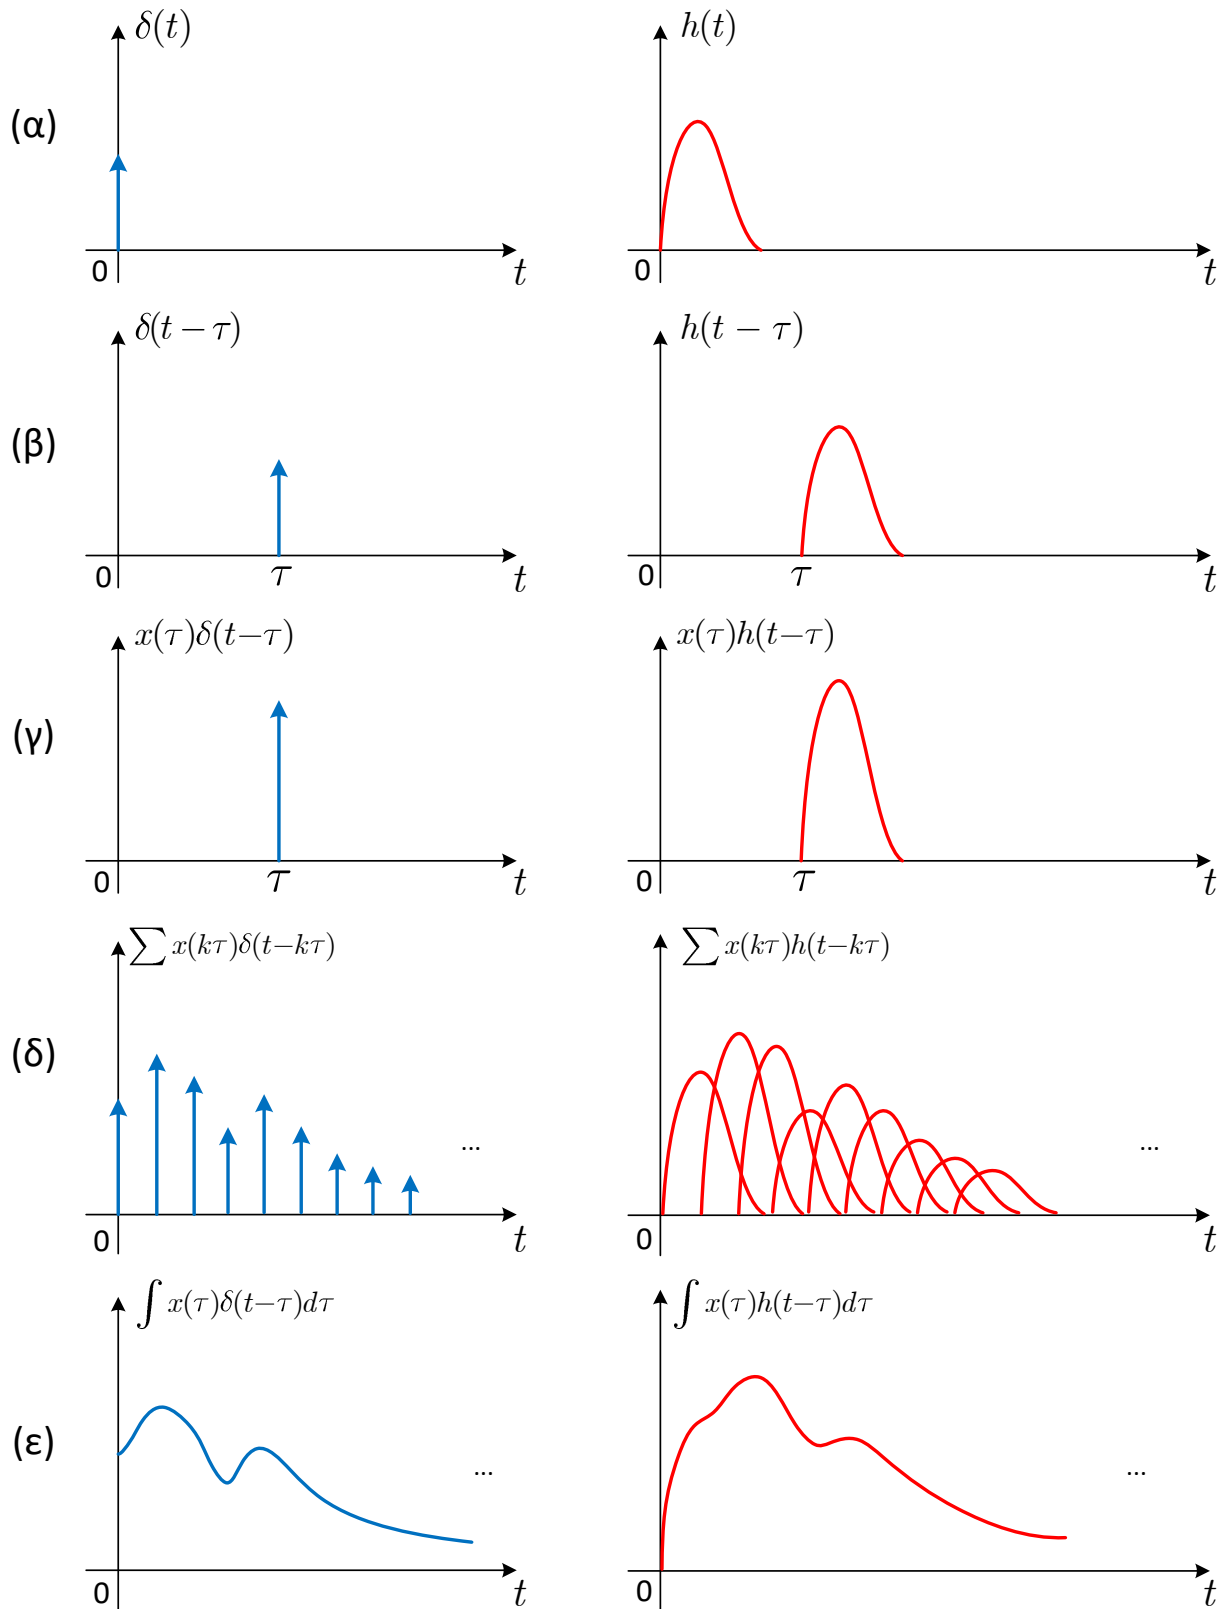 δ(t) h(t)
(α)
0 t 0 t
δ(t − τ) h(t − τ)
(β)
0 τ t 0 τ t
x(τ)δ(t−τ) x(τ)h(t−τ)
(γ)
0 τ t 0 τ t
∑ x(kτ)δ(t−kτ) ∑ x(kτ)h(t−kτ)
(δ)
... ...
0 t 0 t
∫ x(τ)δ(t−τ)dτ ∫ x(τ)h(t−τ)dτ
(ε)
... ...
0 t 0 t